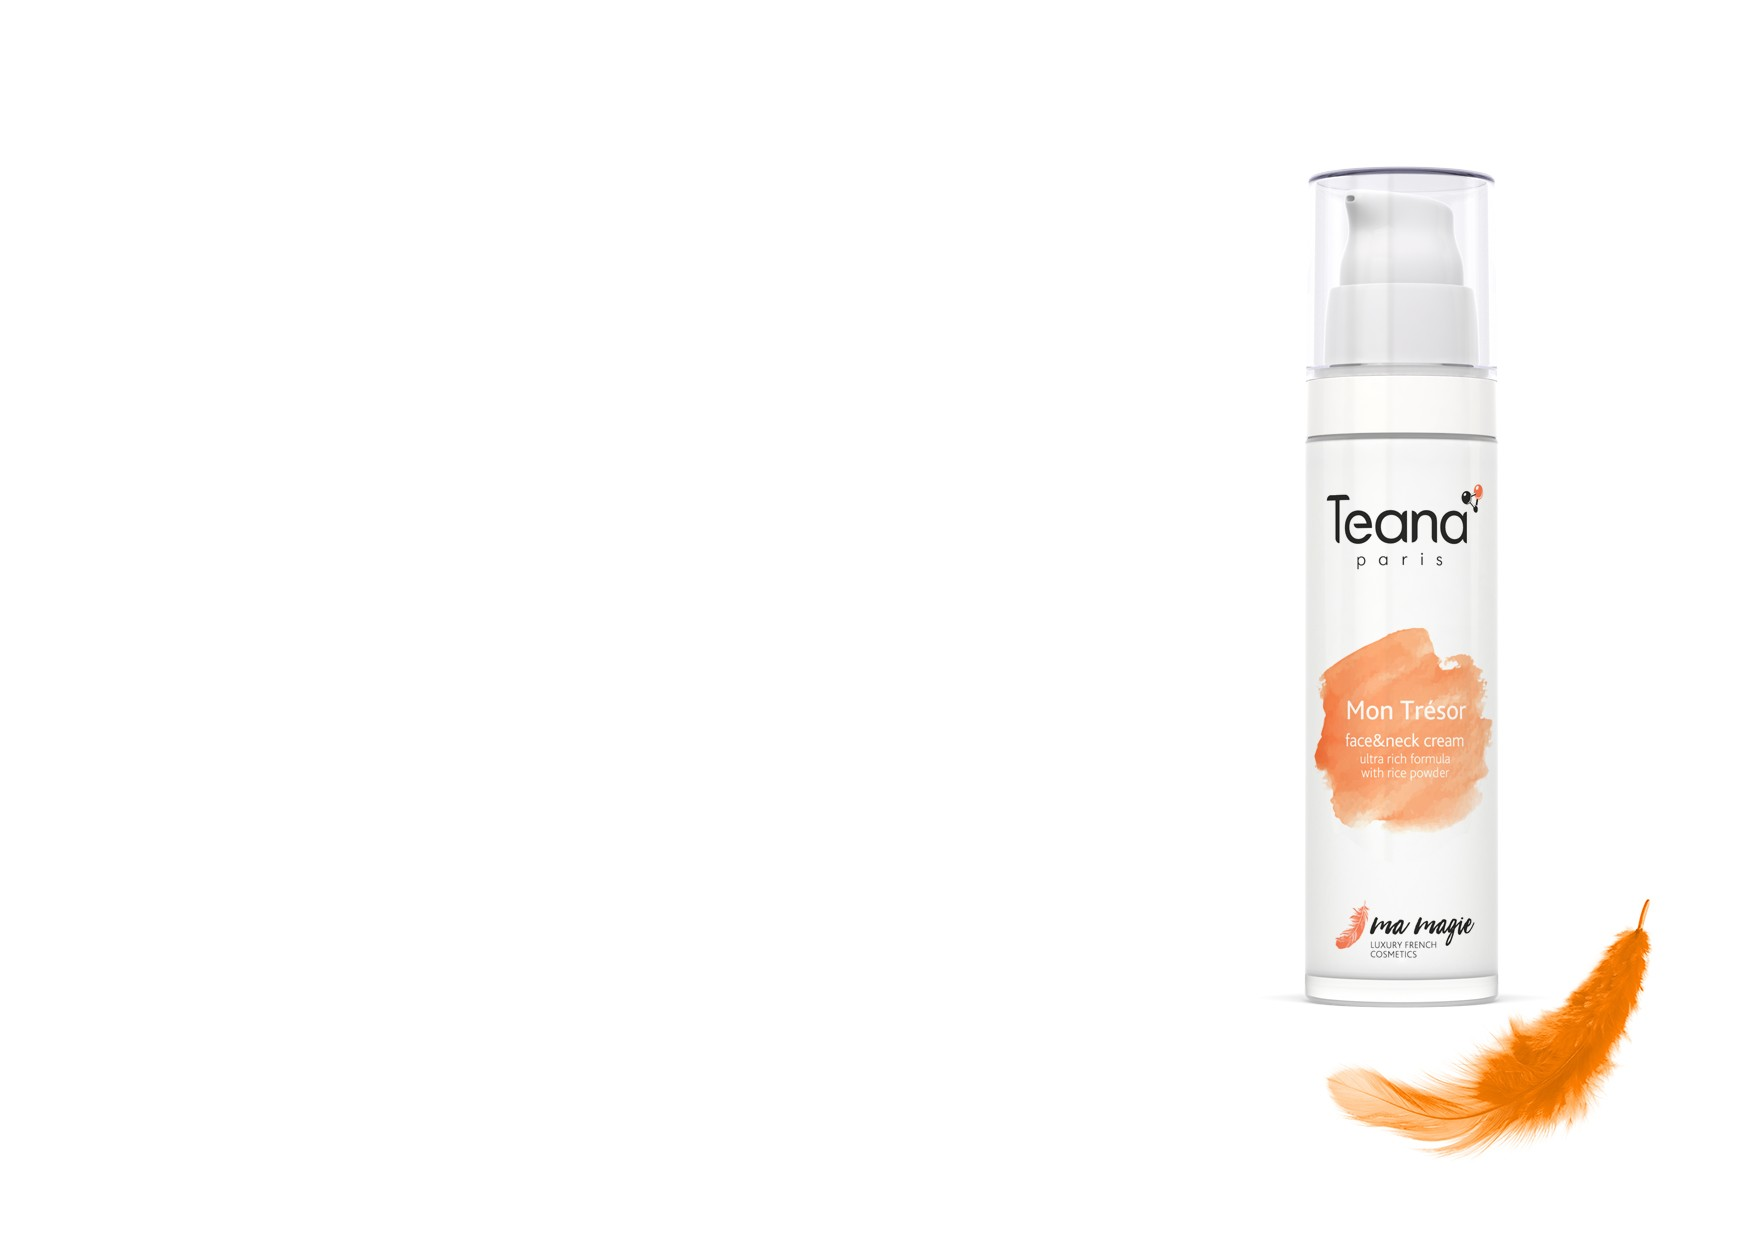 Teana
paris
Mon Trésor
face&neck cream
ultra rich formula
with rice powder
ma magie
LUXURY FRENCH
COSMETICS